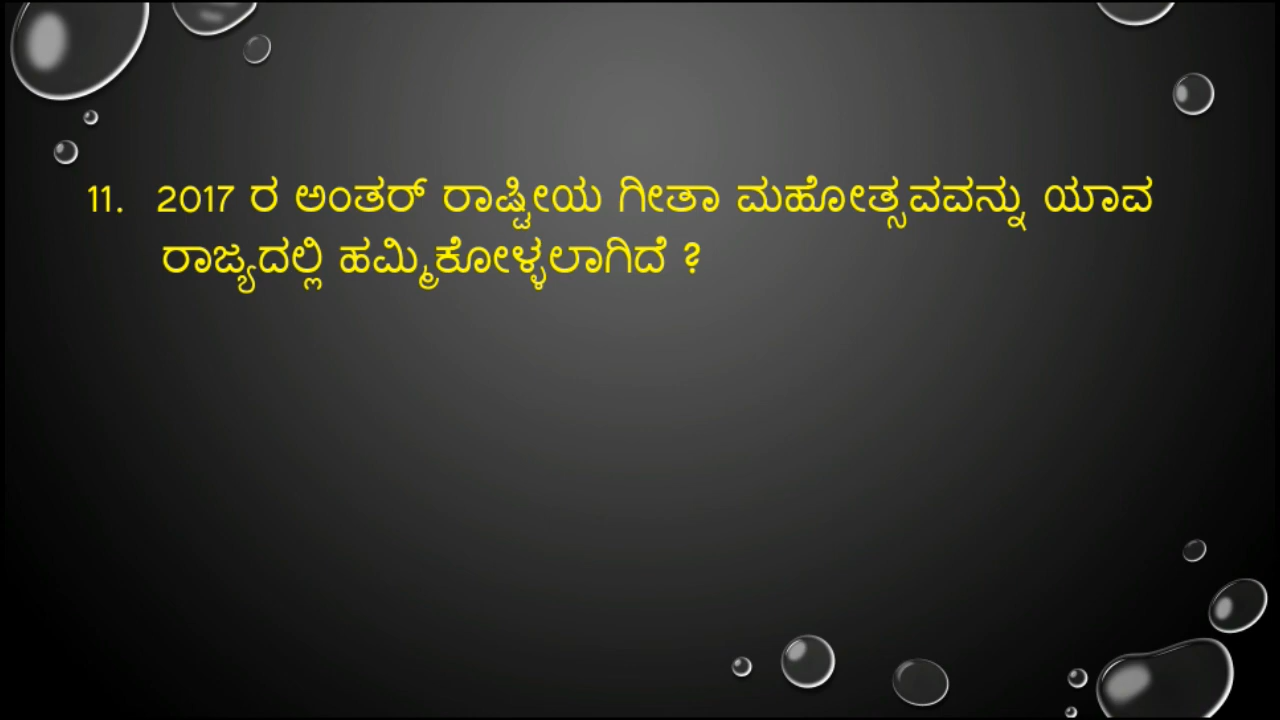 11. 2017 ರ ಅಂತರ್ ರಾಷ್ಟೀಯ ಗೀತಾ ಮಹೋತ್ಸವವನ್ನು ಯಾವ
ರಾಜ್ಯದಲ್ಲಿ ಹಮ್ಮಿಕೋಳ್ಳಲಾಗಿದೆ ?